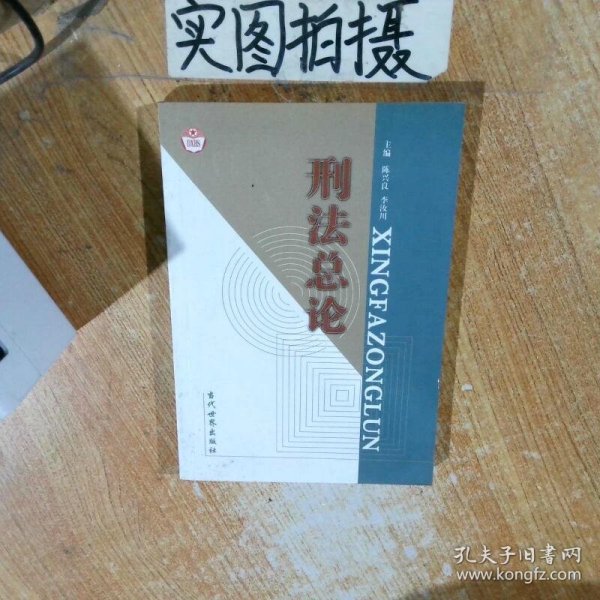 实图拍摄
主编 陈兴良 李汝川
刑法总论
XINGFAZONGLUN
当代世界出版社
孔夫子旧书网
www.kongfz.com